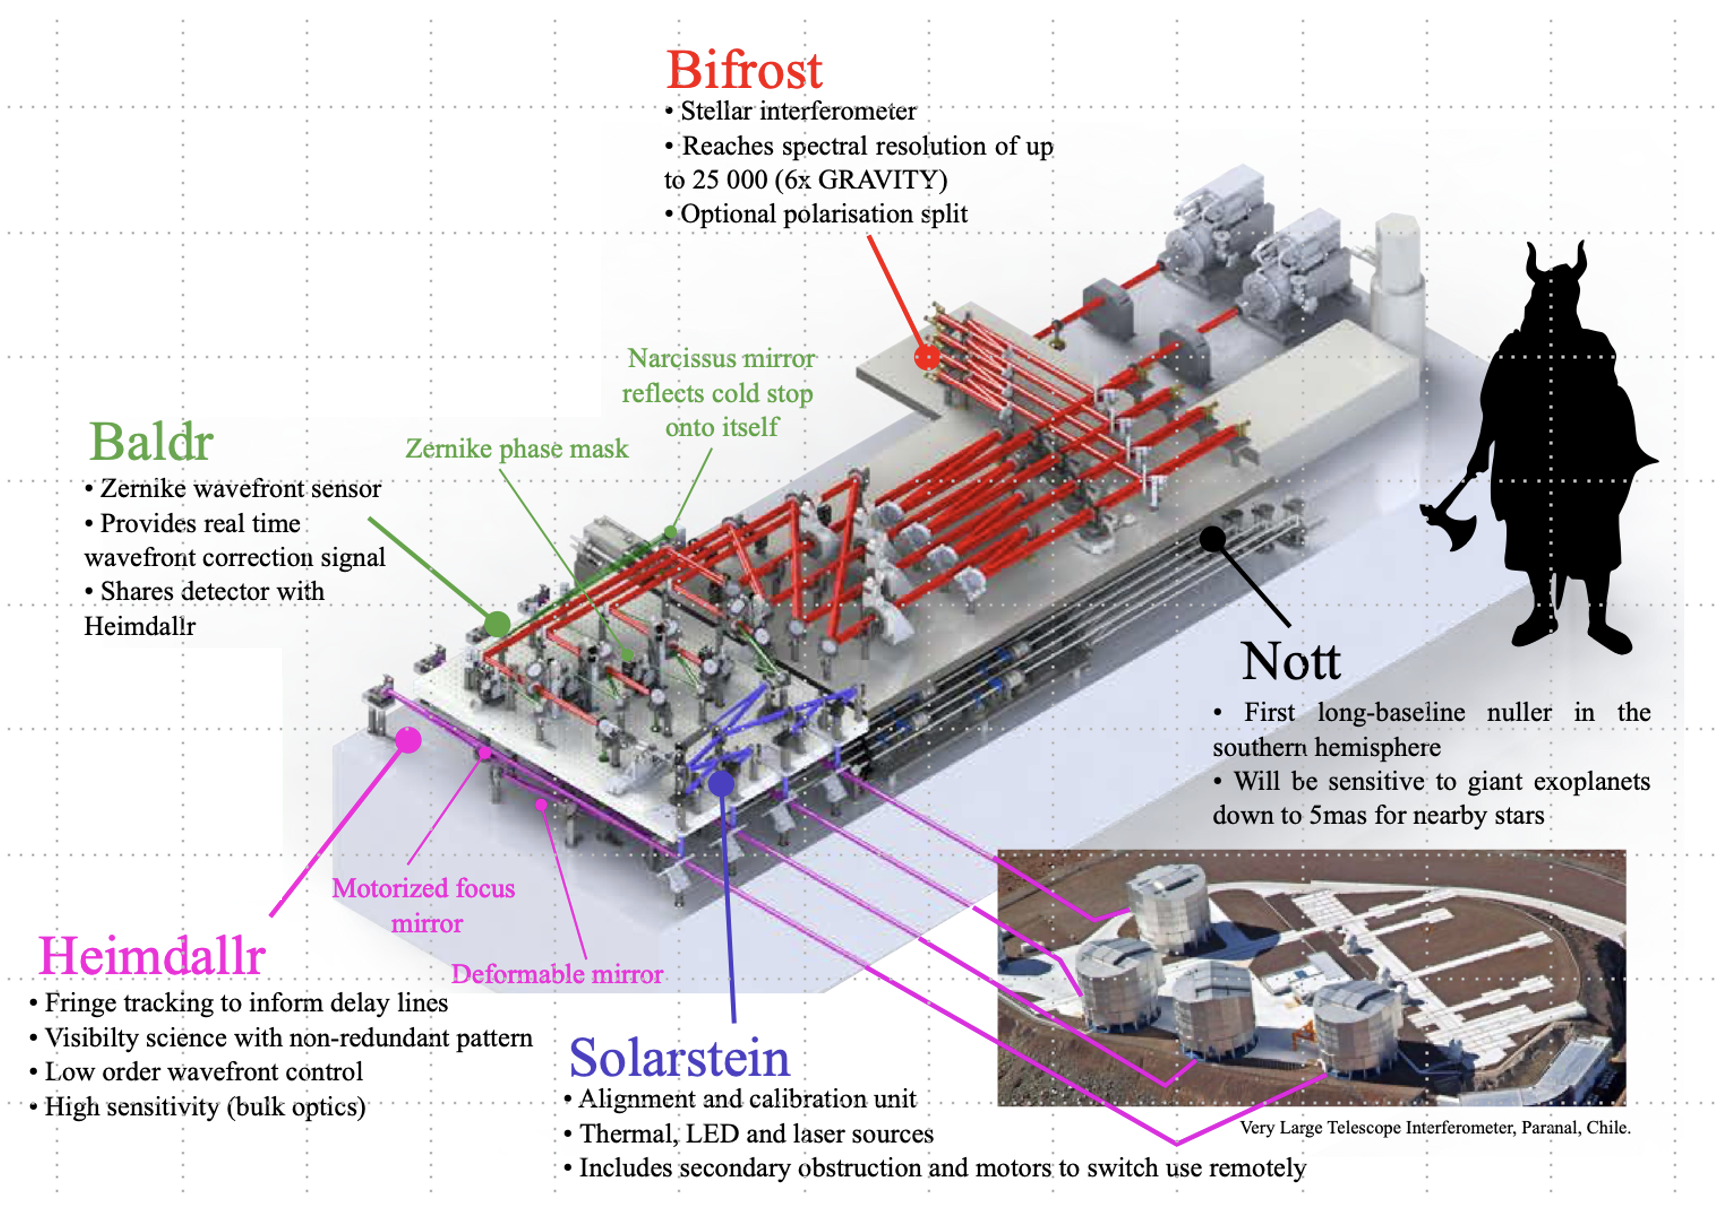 Bifrost
• Stellar interferometer
• Reaches spectral resolution of up
to 25 000 (6x GRAVITY)
• Optional polarisation split
Narcissus mirror
reflects cold stop
onto itself
Zernike phase mask
Baldr
• Zernike wavefront sensor
• Provides real time
wavefront correction signal
• Shares detector with
Heimdallr
Nott
• First long-baseline nuller in the
southern hemisphere
• Will be sensitive to giant exoplanets
down to 5mas for nearby stars
Motorized focus
mirror
Deformable mirror
Heimdallr
• Fringe tracking to inform delay lines
• Visibilty science with non-redundant pattern
• Low order wavefront control
• High sensitivity (bulk optics)
Solarstein
• Alignment and calibration unit
• Thermal, LED and laser sources
• Includes secondary obstruction and motors to switch use remotely
Very Large Telescope Interferometer, Paranal, Chile.